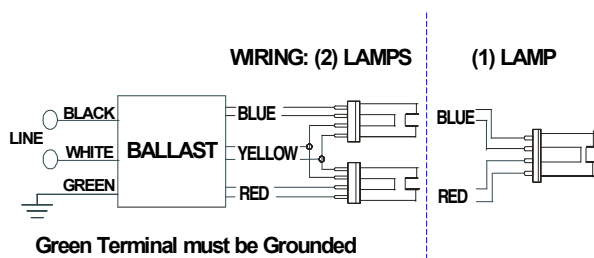 WIRING: (2) LAMPS
(1) LAMP
BLACK
BLUE
BLUE
LINE
WHITE
BALLAST
YELLOW
GREEN
RED
RED
Green Terminal must be Grounded